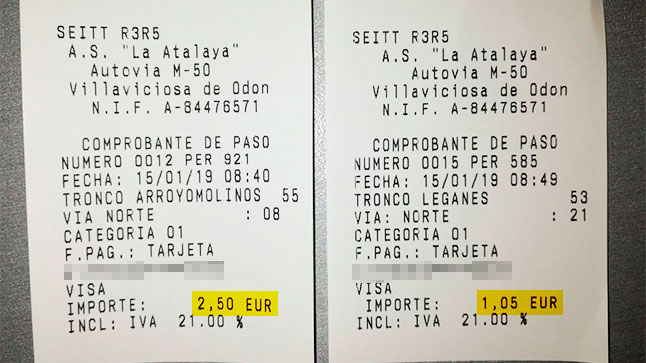 SEITT R3R5
A.S. "La Atalaya"
Autovia M-50
Villaviciosa de Odon
N.I.F. A-84476571
COMPROBANTE DE PASO
NUMERO 0012 PER 921
FECHA: 15/01/19 08:40
TRONCO ARROYOMOLINOS 55
VIA NORTE : 08
CATEGORIA 01
F.PAG.: TARJETA
VISA
IMPORTE: 2,50 EUR
INCL: IVA 21.00 %
SEITT R3R5
A.S. "La Atalaya"
Autovia M-50
Villaviciosa de Odon
N.I.F. A-84476571
COMPROBANTE DE PASO
NUMERO 0015 PER 585
FECHA: 15/01/19 08:49
TRONCO LEGANES 53
VIA: NORTE : 21
CATEGORIA 01
F.PAG.: TARJETA
VISA
IMPORTE: 1,05 EUR
INCL: IVA 21.00 %